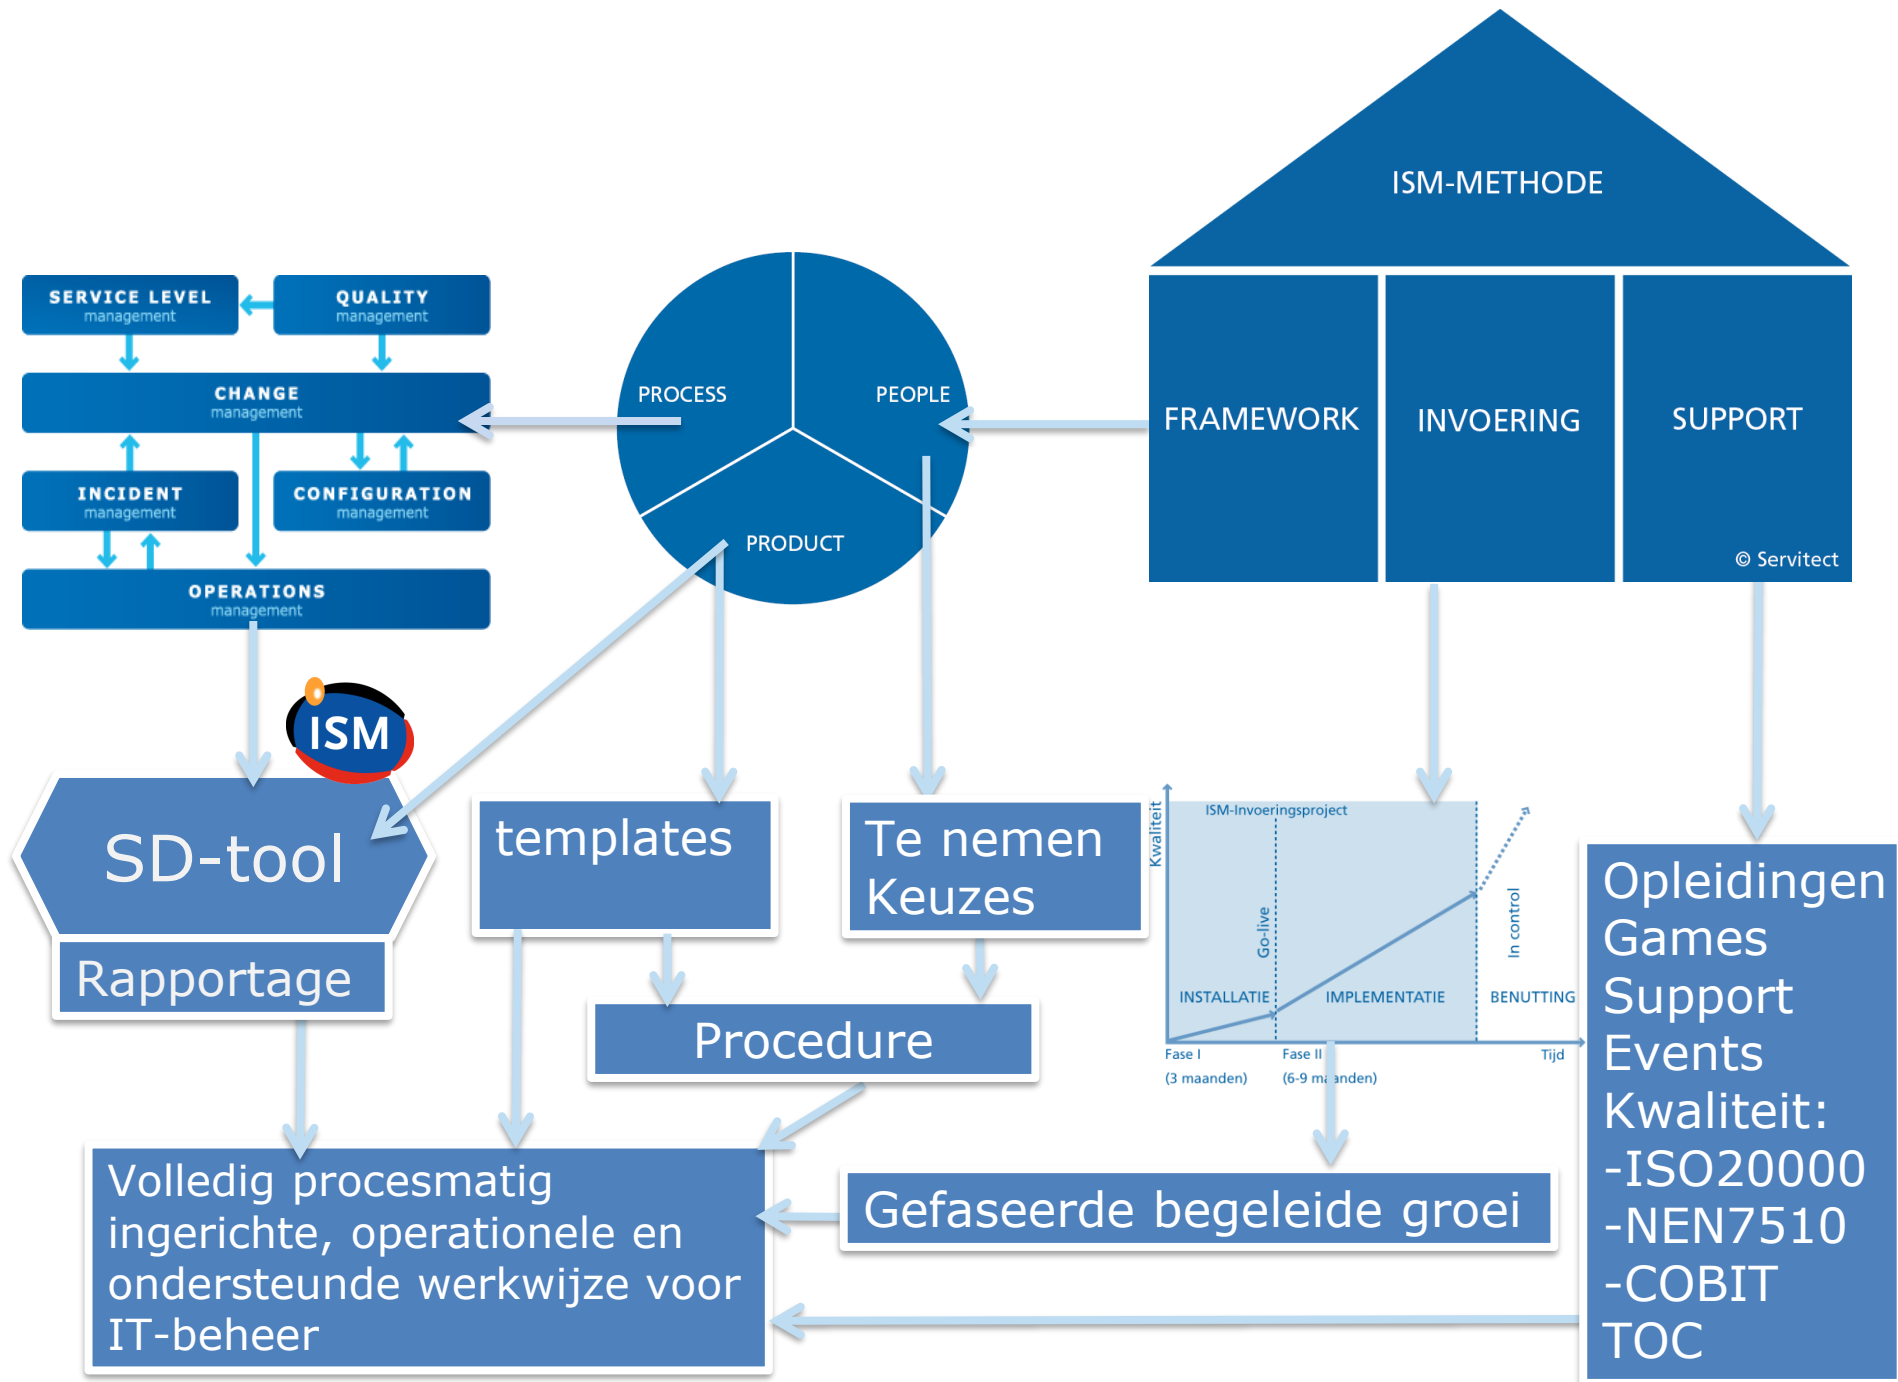 ISM-METHODE
FRAMEWORK
INVOERING
SUPPORT
© Servitect
PROCESS
PEOPLE
PRODUCT
SERVICE LEVEL
management
QUALITY
management
CHANGE
management
INCIDENT
management
CONFIGURATION
management
OPERATIONS
management
ISM
SD-tool
Rapportage
templates
Te nemen
Keuzes
Procedure
Kwaliteit
ISM-Invoeringsproject
Go-live
In control
INSTALLATIE
IMPLEMENTATIE
BENUTTING
Fase I
(3 maanden)
Fase II
(6-9 maanden)
Tijd
Opleidingen
Games
Support
Events
Kwaliteit:
-ISO20000
-NEN7510
-COBIT
TOC
Gefaseerde begeleide groei
Volledig procesmatig
ingerichte, operationele en
ondersteunde werkwijze voor
IT-beheer